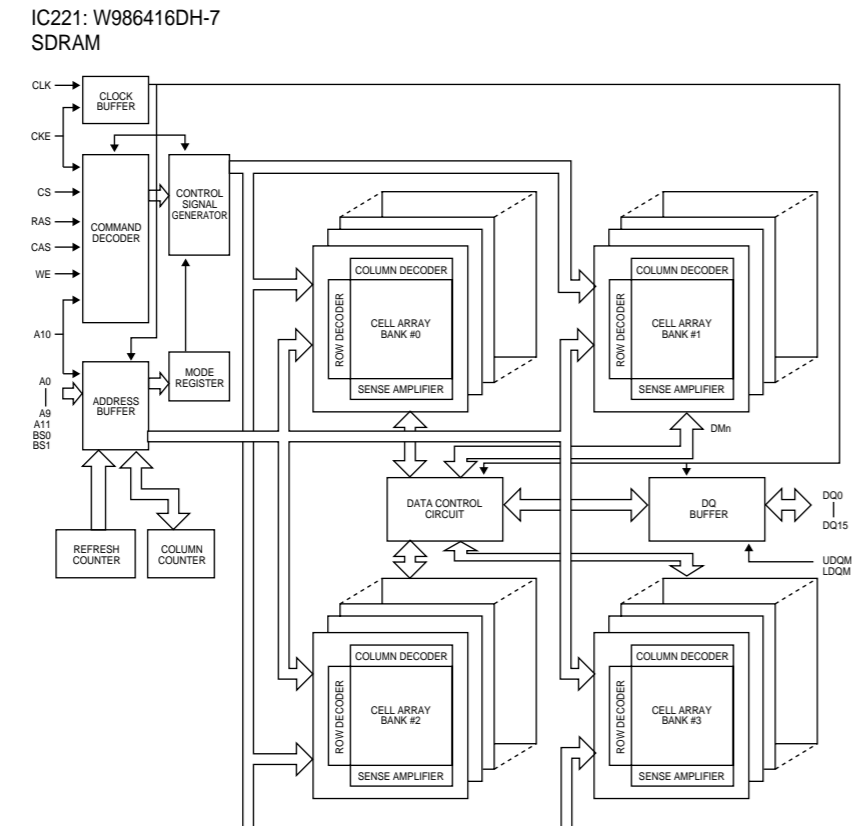 IC221: W986416DH-7
SDRAM
CLK
CLOCK
BUFFER
CKE
CS
RAS
CAS
WE
COMMAND
DECODER
CONTROL
SIGNAL
GENERATOR
A10
A0
A9
A11
BS0
BS1
ADDRESS
BUFFER
MODE
REGISTER
REFRESH
COUNTER
COLUMN
COUNTER
COLUMN DECODER
ROW DECODER
CELL ARRAY
BANK #0
SENSE AMPLIFIER
COLUMN DECODER
ROW DECODER
CELL ARRAY
BANK #1
SENSE AMPLIFIER
DMn
DATA CONTROL
CIRCUIT
DQ
BUFFER
DQ0
DQ15
UDQM
LDQM
COLUMN DECODER
ROW DECODER
CELL ARRAY
BANK #2
SENSE AMPLIFIER
COLUMN DECODER
ROW DECODER
CELL ARRAY
BANK #3
SENSE AMPLIFIER